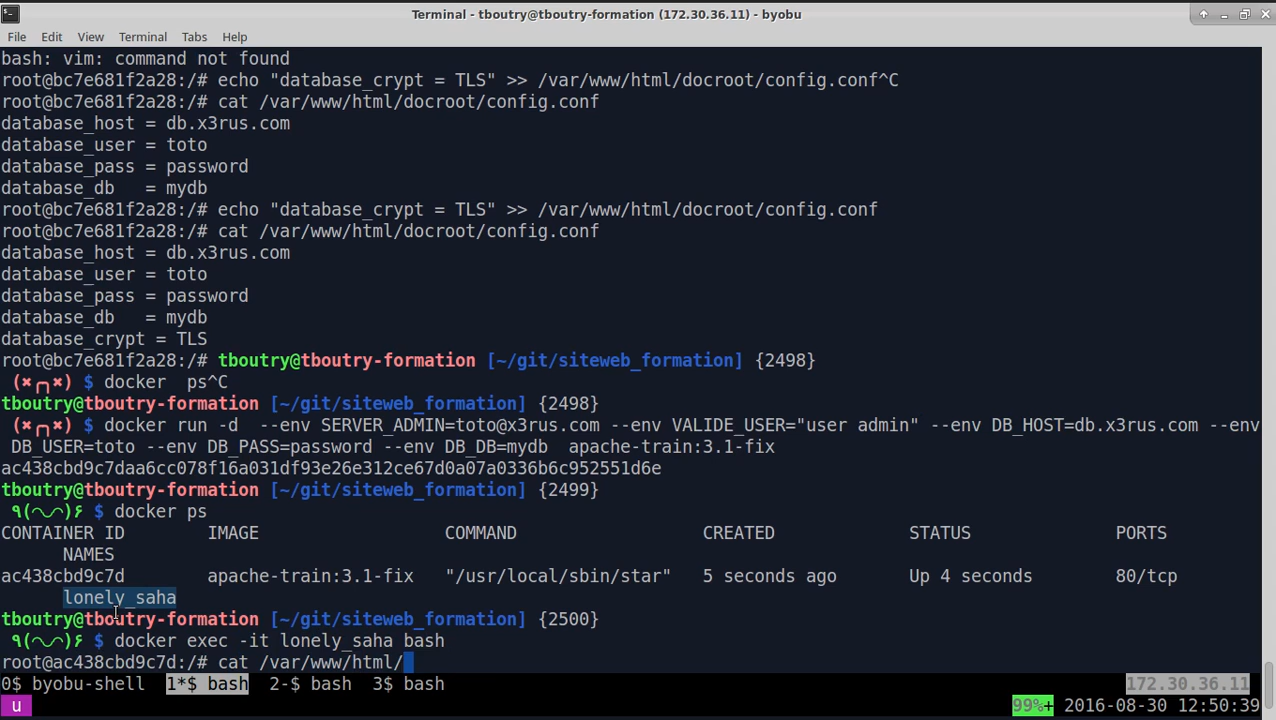 Terminal - tboutry@tboutry-formation (172.30.36.11) - byobu
File Edit View Terminal Tabs Help
bash: vim: command not found
root@bc7e681f2a28:/# echo "database_crypt = TLS" >> /var/www/html/docroot/config.conf^C
root@bc7e681f2a28:/# cat /var/www/html/docroot/config.conf
database_host = db.x3rus.com
database_user = toto
database_pass = password
database_db   = mydb
root@bc7e681f2a28:/# echo "database_crypt = TLS" >> /var/www/html/docroot/config.conf
root@bc7e681f2a28:/# cat /var/www/html/docroot/config.conf
database_host = db.x3rus.com
database_user = toto
database_pass = password
database_db   = mydb
database_crypt = TLS
root@bc7e681f2a28:/# tboutry@tboutry-formation [~/git/siteweb_formation] {2498}
(✖╭╮✖) $ docker  ps^C
tboutry@tboutry-formation [~/git/siteweb_formation] {2498}
(✖╭╮✖) $ docker run -d  --env SERVER_ADMIN=toto@x3rus.com --env VALIDE_USER="user admin" --env DB_HOST=db.x3rus.com --env
DB_USER=toto --env DB_PASS=password --env DB_DB=mydb  apache-train:3.1-fix
ac438cbd9c7daa6cc078f16a031df93e26e312ce67d0a07a0336b6c952551d6e
tboutry@tboutry-formation [~/git/siteweb_formation] {2499}
٩(◡◡)۶ $ docker ps
CONTAINER ID        IMAGE                  COMMAND                  CREATED             STATUS              PORTS
NAMES
ac438cbd9c7d        apache-train:3.1-fix   "/usr/local/sbin/star"   5 seconds ago       Up 4 seconds        80/tcp
lonely_saha
tboutry@tboutry-formation [~/git/siteweb_formation] {2500}
٩(◡◡)۶ $ docker exec -it lonely_saha bash
root@ac438cbd9c7d:/# cat /var/www/html/
0$ byobu-shell  1*$ bash  2-$ bash  3$ bash 172.30.36.11
u 99%+ 2016-08-30 12:50:39